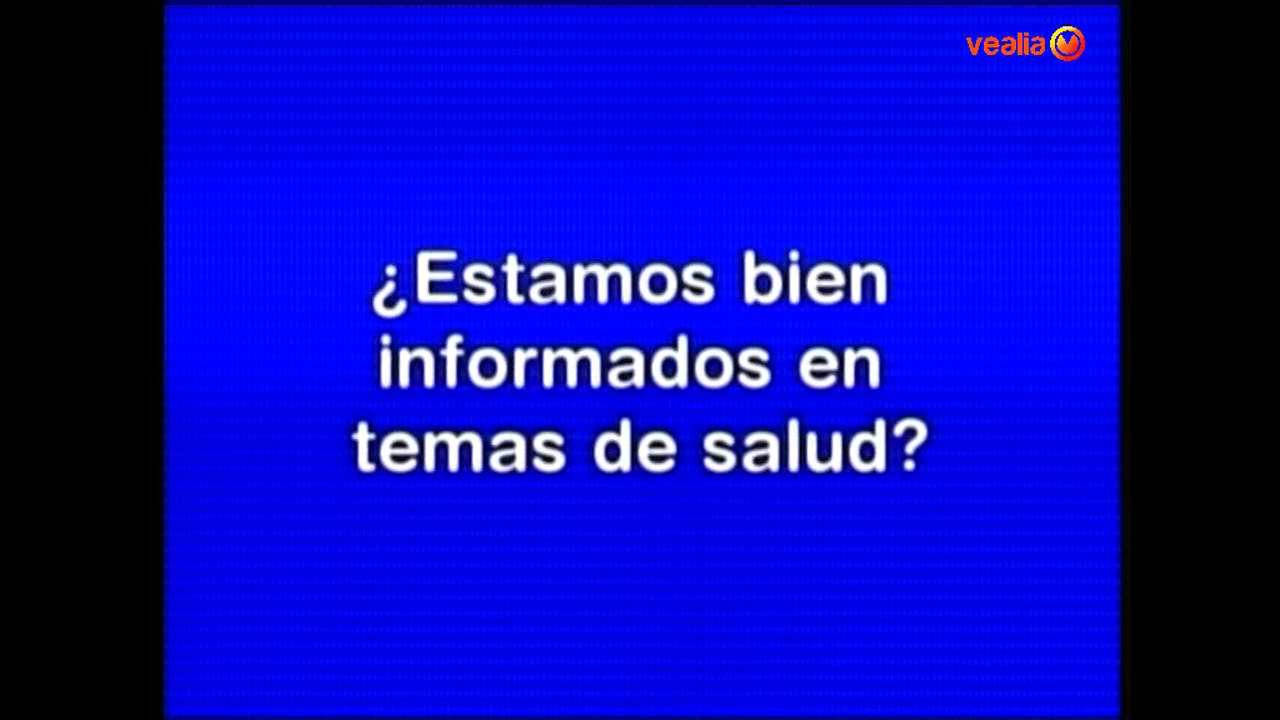 vealia
¿Estamos bien
informados en
temas de salud?